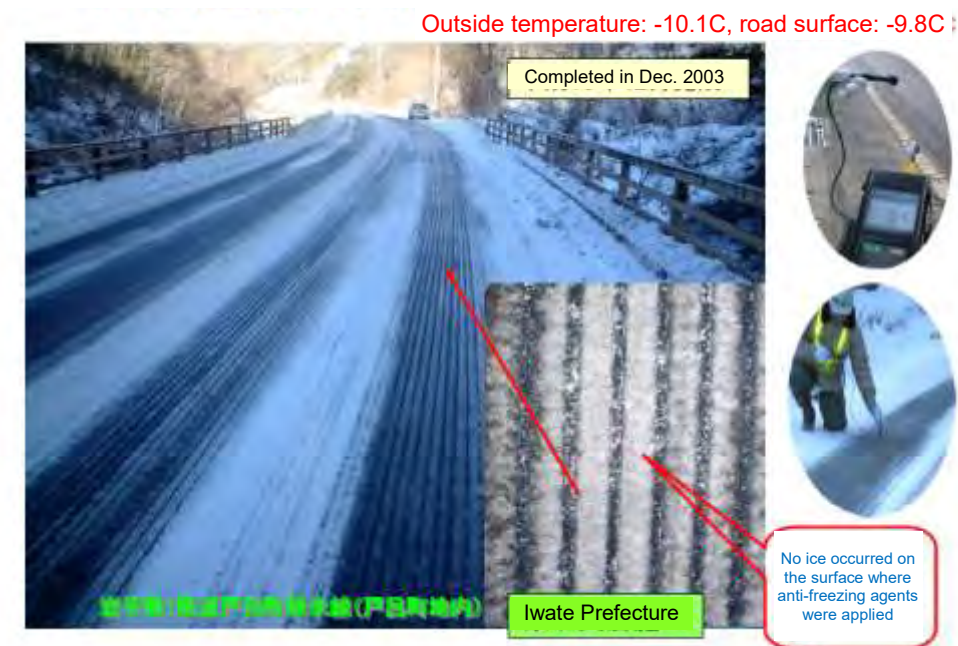 Outside temperature: -10.1C, road surface: -9.8C
Completed in Dec. 2003
Iwate Prefecture
No ice occurred on
the surface where
anti-freezing agents
were applied